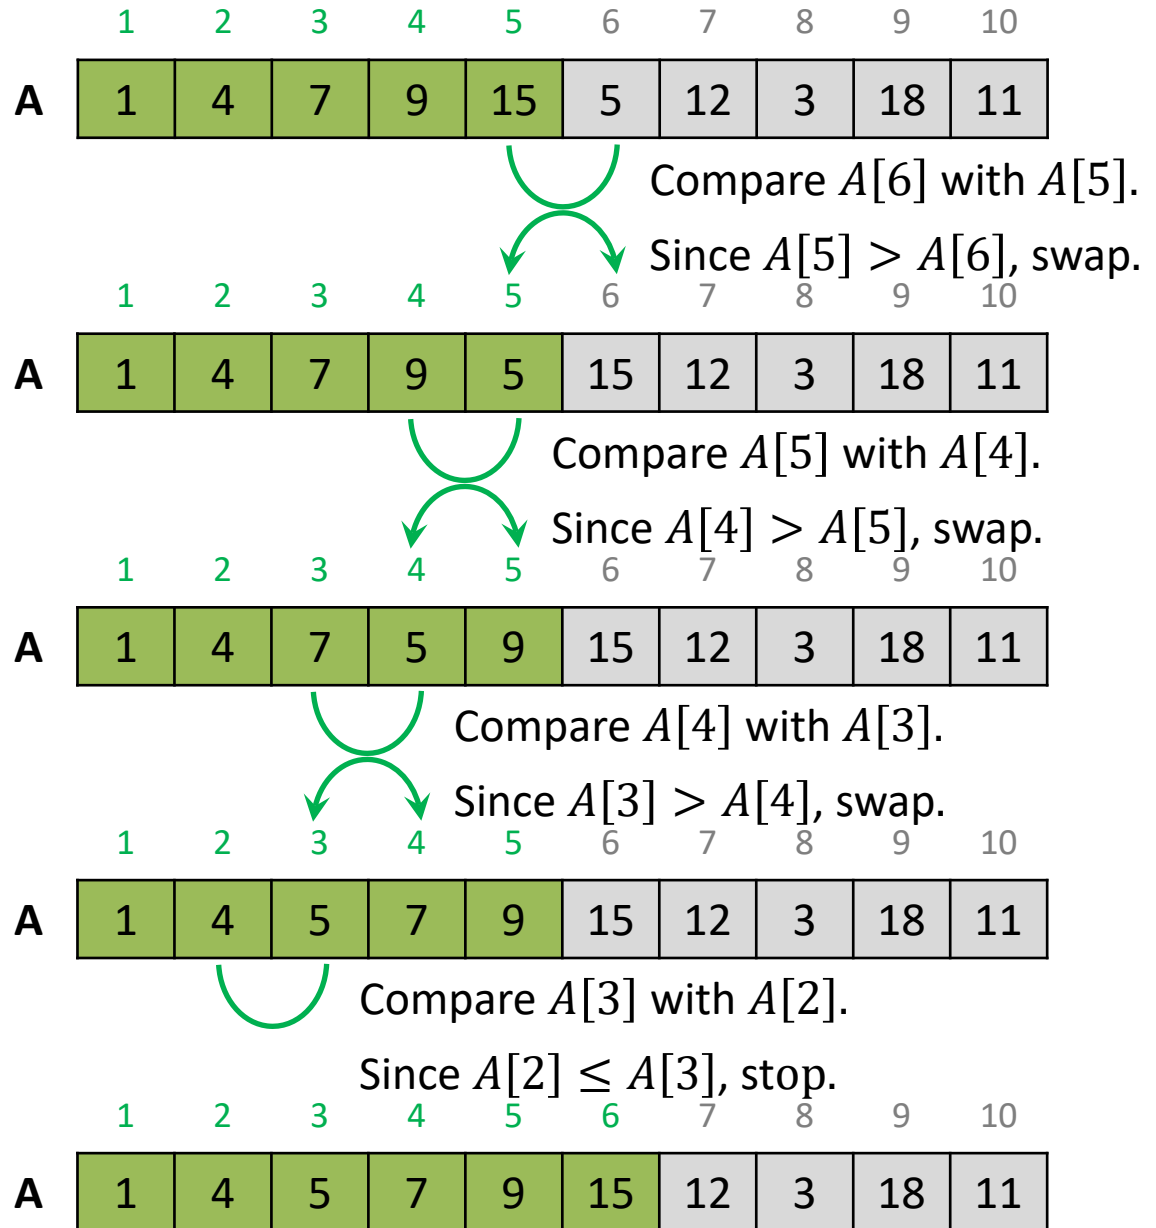 1 2 3 4 5 6 7 8 9 10
A 1 4 7 9 15 5 12 3 18 11
Compare A[6] with A[5].
Since A[5] > A[6], swap.
1 2 3 4 5 6 7 8 9 10
A 1 4 7 9 5 15 12 3 18 11
Compare A[5] with A[4].
Since A[4] > A[5], swap.
1 2 3 4 5 6 7 8 9 10
A 1 4 7 5 9 15 12 3 18 11
Compare A[4] with A[3].
Since A[3] > A[4], swap.
1 2 3 4 5 6 7 8 9 10
A 1 4 5 7 9 15 12 3 18 11
Compare A[3] with A[2].
Since A[2] ≤ A[3], stop.
1 2 3 4 5 6 7 8 9 10
A 1 4 5 7 9 15 12 3 18 11